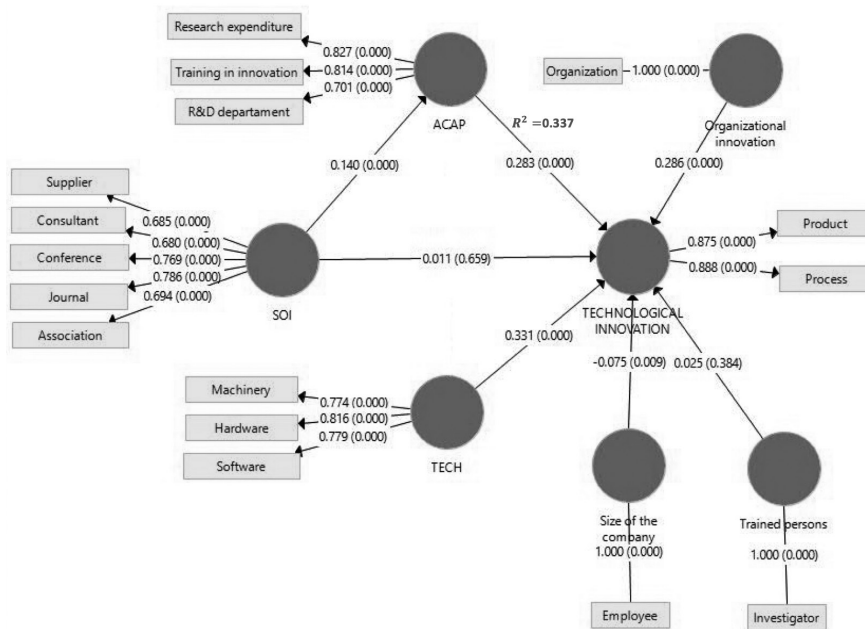 Research expenditure
0.827 (0.000)
Training in innovation
0.814 (0.000)
0.701 (0.000)
R&D departament
ACAP
Organization
1.000 (0.000)
Organizational
innovation
R² =0.337
0.140 (0.000)
0.283 (0.000)
0.286 (0.000)
Supplier
0.685 (0.000)
Consultant
0.680 (0.000)
Conference
0.769 (0.000)
0.786 (0.000)
Journal
0.694 (0.000)
Association
SOI
0.011 (0.659)
0.875 (0.000)
Product
0.888 (0.000)
Process
TECHNOLOGICAL
INNOVATION
0.331 (0.000)
-0.075 (0.009)
0.025 (0.384)
Machinery
0.774 (0.000)
Hardware
0.816 (0.000)
0.779 (0.000)
Software
TECH
Size of the
company
1.000 (0.000)
Employee
Trained persons
1.000 (0.000)
Investigator